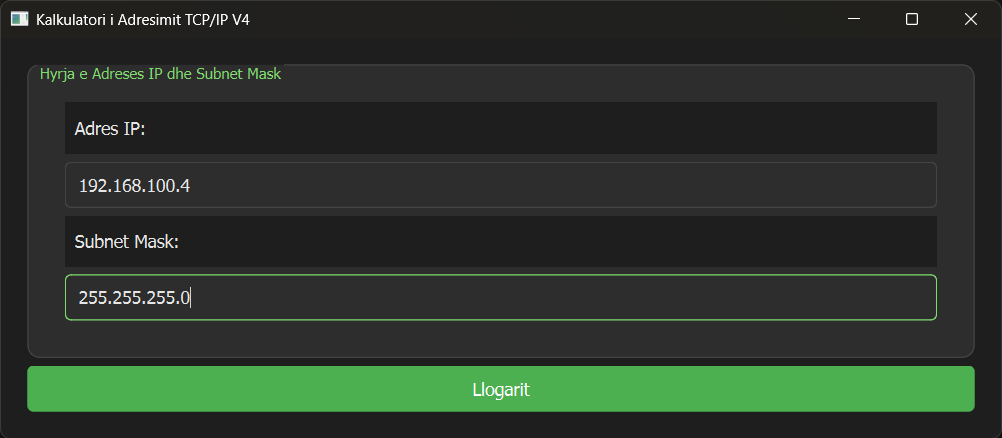 Kalkulatori i Adresimit TCP/IP V4
Hyrja e Adreses IP dhe Subnet Mask
Adres IP:
192.168.100.4
Subnet Mask:
255.255.255.0
Llogarit